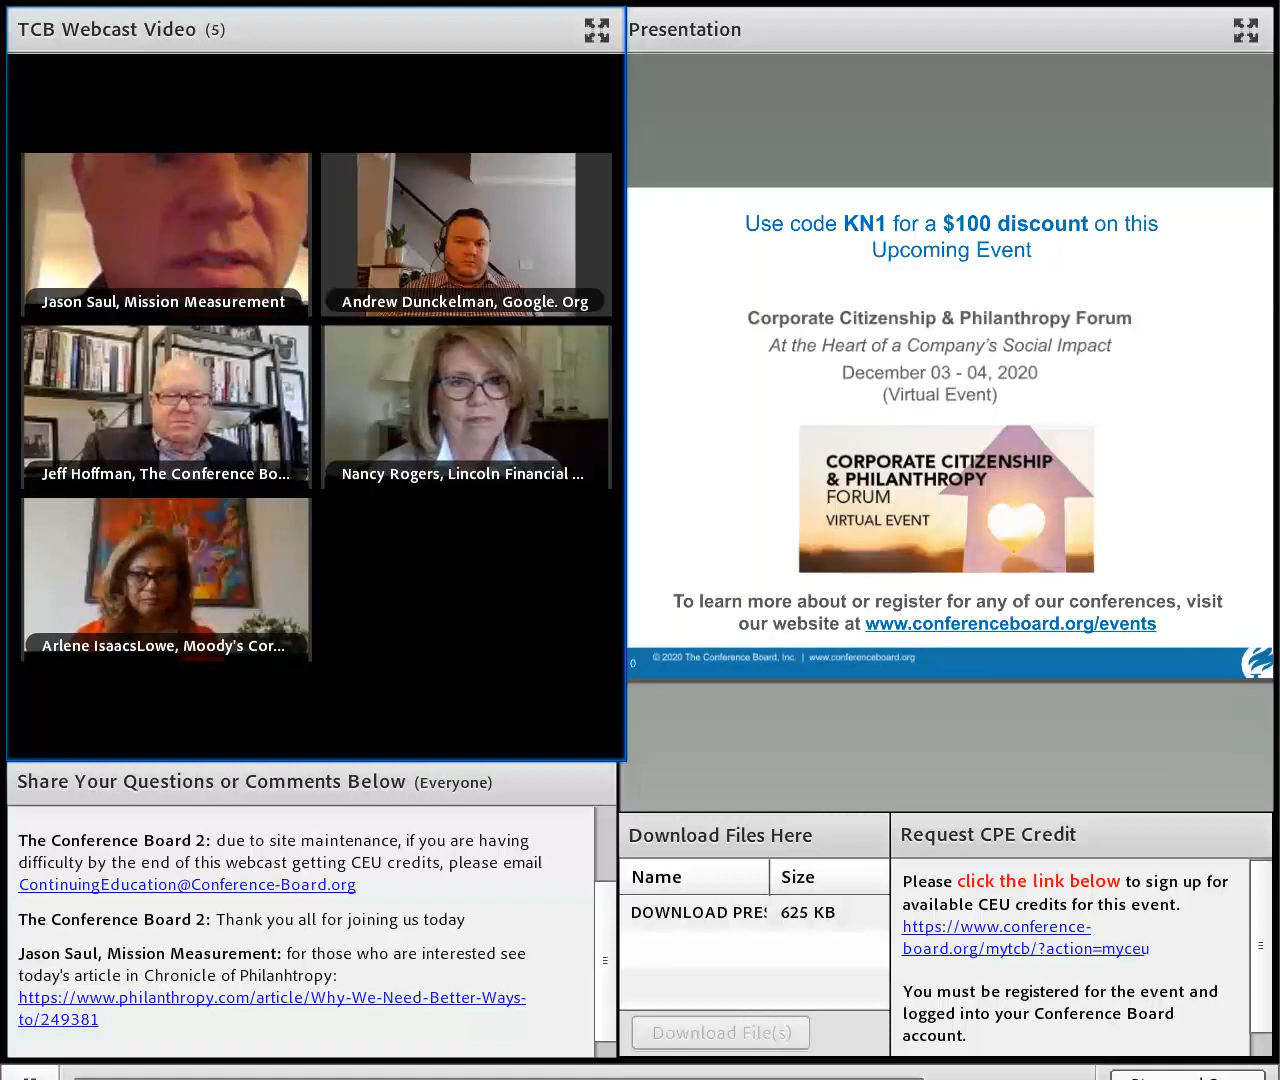 TCB Webcast Video (5)
Presentation
Jason Saul, Mission Measurement
Andrew Dunckelman, Google. Org
Jeff Hoffman, The Conference Bo...
Nancy Rogers, Lincoln Financial ...
Arlene IsaacsLowe, Moody's Cor...
Use code KN1 for a $100 discount on this
Upcoming Event
Corporate Citizenship & Philanthropy Forum
At the Heart of a Company's Social Impact
December 03 - 04, 2020
(Virtual Event)
CORPORATE CITIZENSHIP
& PHILANTHROPY
FORUM
VIRTUAL EVENT
To learn more about or register for any of our conferences, visit
our website at www.conferenceboard.org/events
0 © 2020 The Conference Board, Inc. | www.conferenceboard.org
Share Your Questions or Comments Below (Everyone)
The Conference Board 2: due to site maintenance, if you are having
difficulty by the end of this webcast getting CEU credits, please email
ContinuingEducation@Conference-Board.org
The Conference Board 2: Thank you all for joining us today
Jason Saul, Mission Measurement: for those who are interested see
today's article in Chronicle of Philanhtropy:
https://www.philanthropy.com/article/Why-We-Need-Better-Ways-
to/249381
Download Files Here
Name Size
DOWNLOAD PRES 625 KB
Download File(s)
Request CPE Credit
Please click the link below to sign up for
available CEU credits for this event.
https://www.conference-
board.org/mytcb/?action=myceu
You must be registered for the event and
logged into your Conference Board
account.